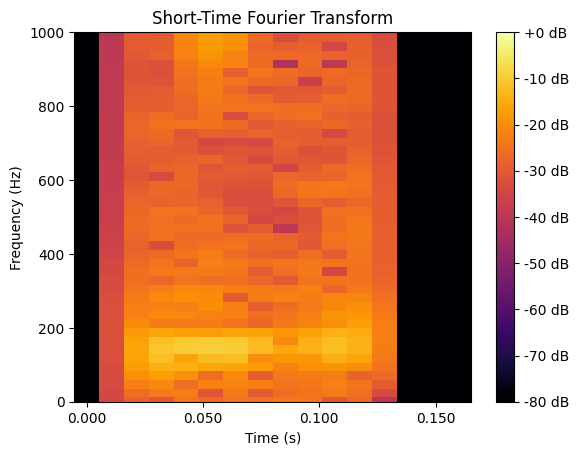 Short-Time Fourier Transform
1000
800
600
400
200
0
Frequency (Hz)
0.000
0.050
0.100
0.150
Time (s)
+0 dB
-10 dB
-20 dB
-30 dB
-40 dB
-50 dB
-60 dB
-70 dB
-80 dB